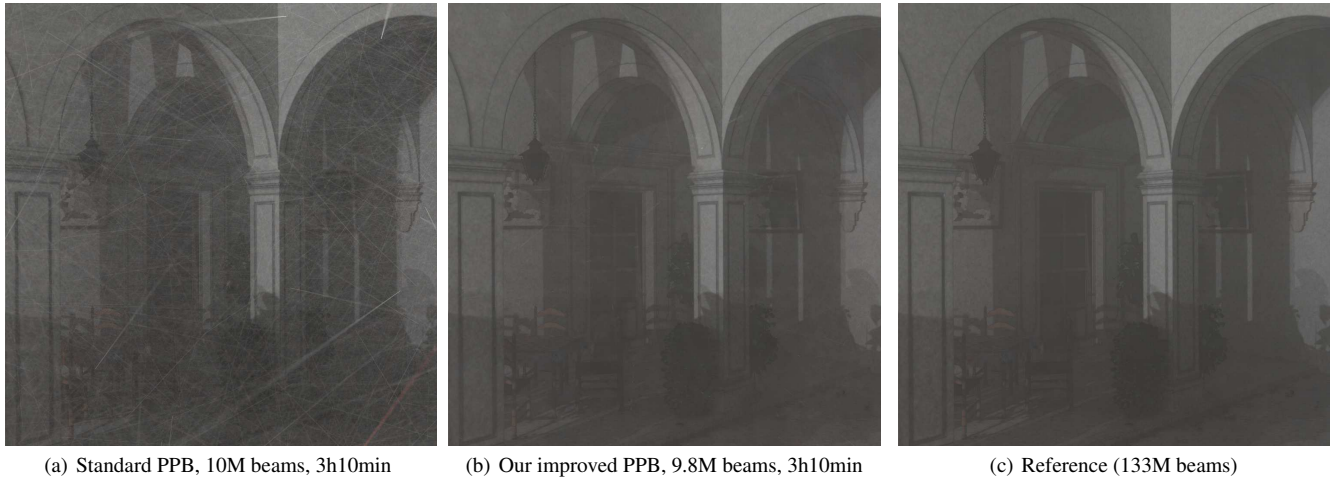 (a) Standard PPB, 10M beams, 3h10min
(b) Our improved PPB, 9.8M beams, 3h10min
(c) Reference (133M beams)